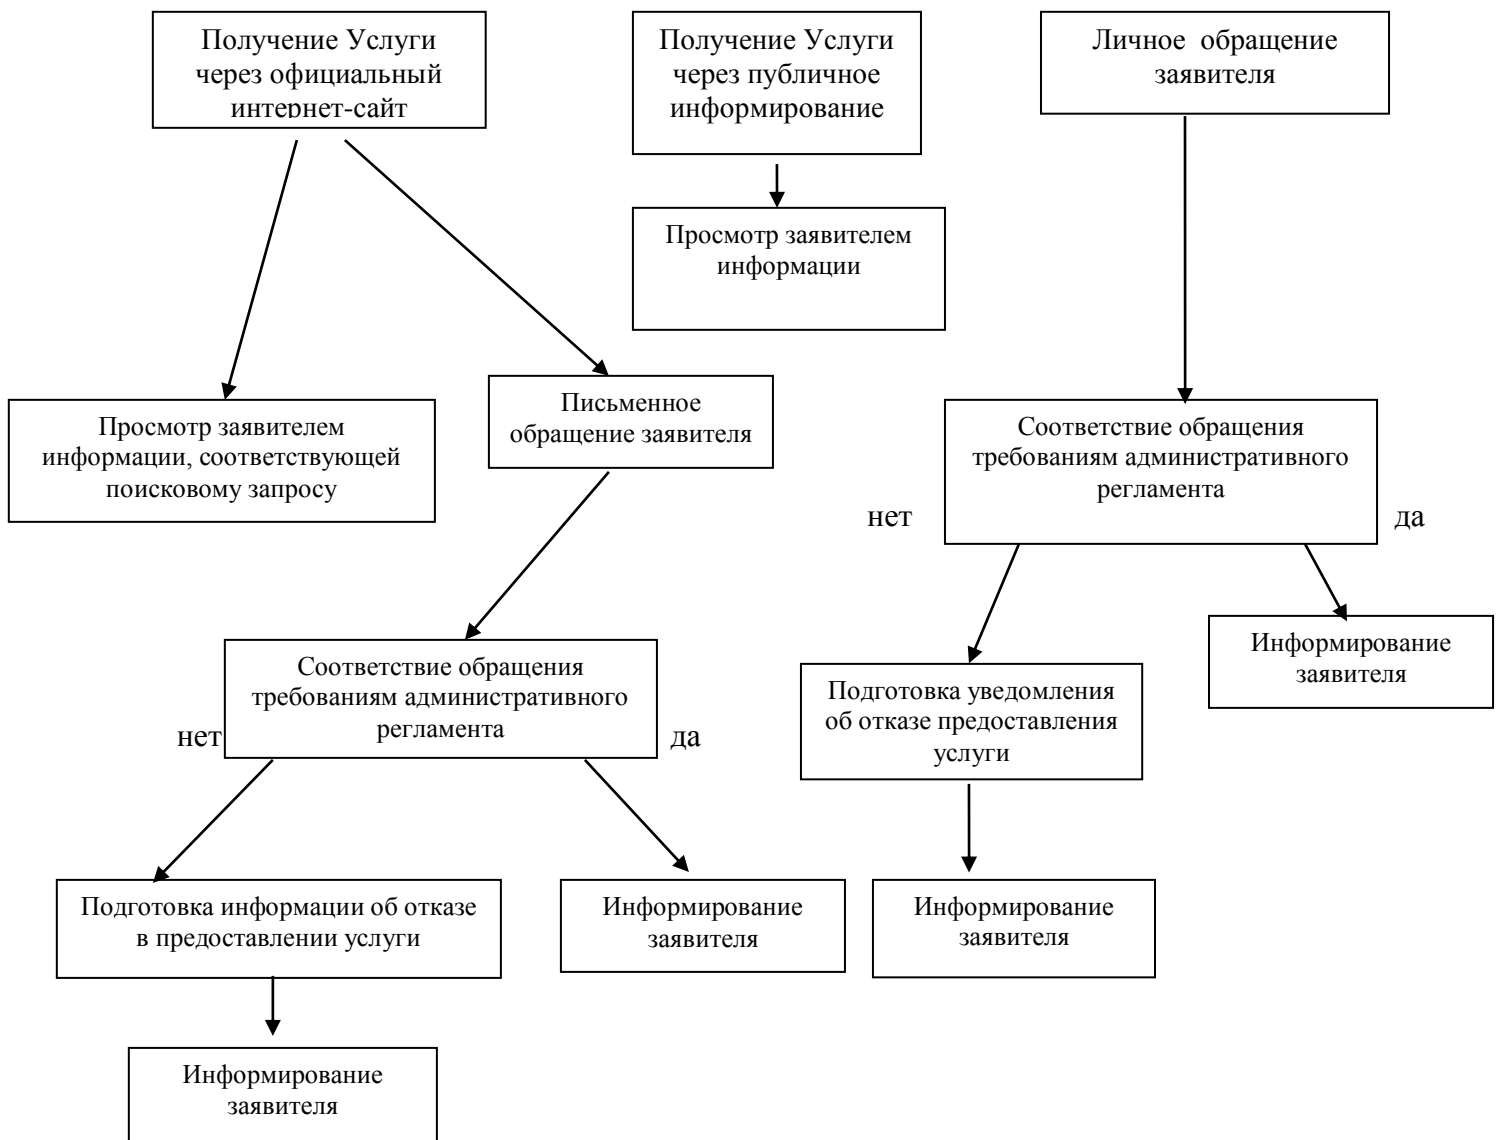 Получение Услуги
через официальный
интернет-сайт
Получение Услуги
через публичное
информирование
Личное обращение
заявителя
Просмотр заявителем
информации
Просмотр заявителем
информации, соответствующей
поисковому запросу
Письменное
обращение заявителя
Соответствие обращения
требованиям административного
регламента
нет
да
Информирование
заявителя
Соответствие обращения
требованиям административного
регламента
нет
да
Подготовка уведомления
об отказе предоставления
услуги
Подготовка информации об отказе
в предоставлении услуги
Информирование
заявителя
Информирование
заявителя
Информирование
заявителя